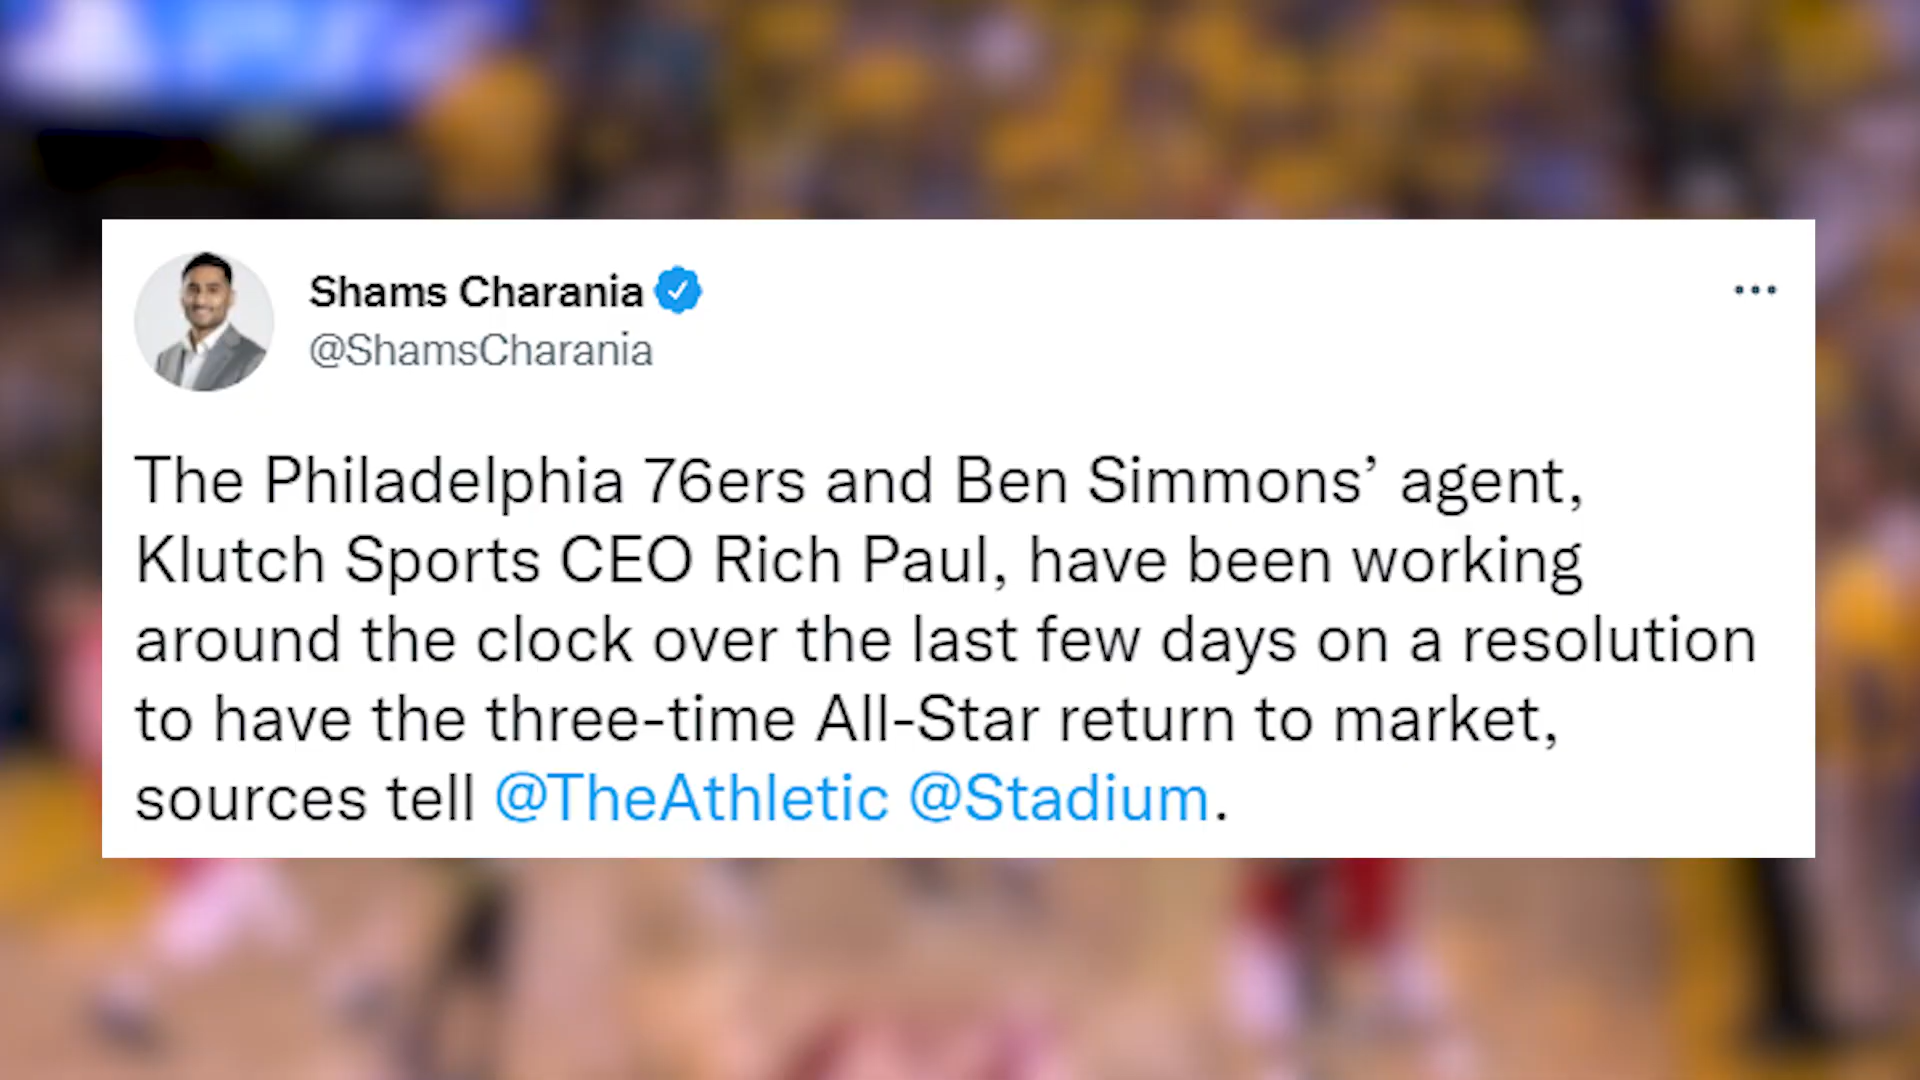 Shams Charania
@ShamsCharania
The Philadelphia 76ers and Ben Simmons’ agent,
Klutch Sports CEO Rich Paul, have been working
around the clock over the last few days on a resolution
to have the three-time All-Star return to market,
sources tell @TheAthletic @Stadium.